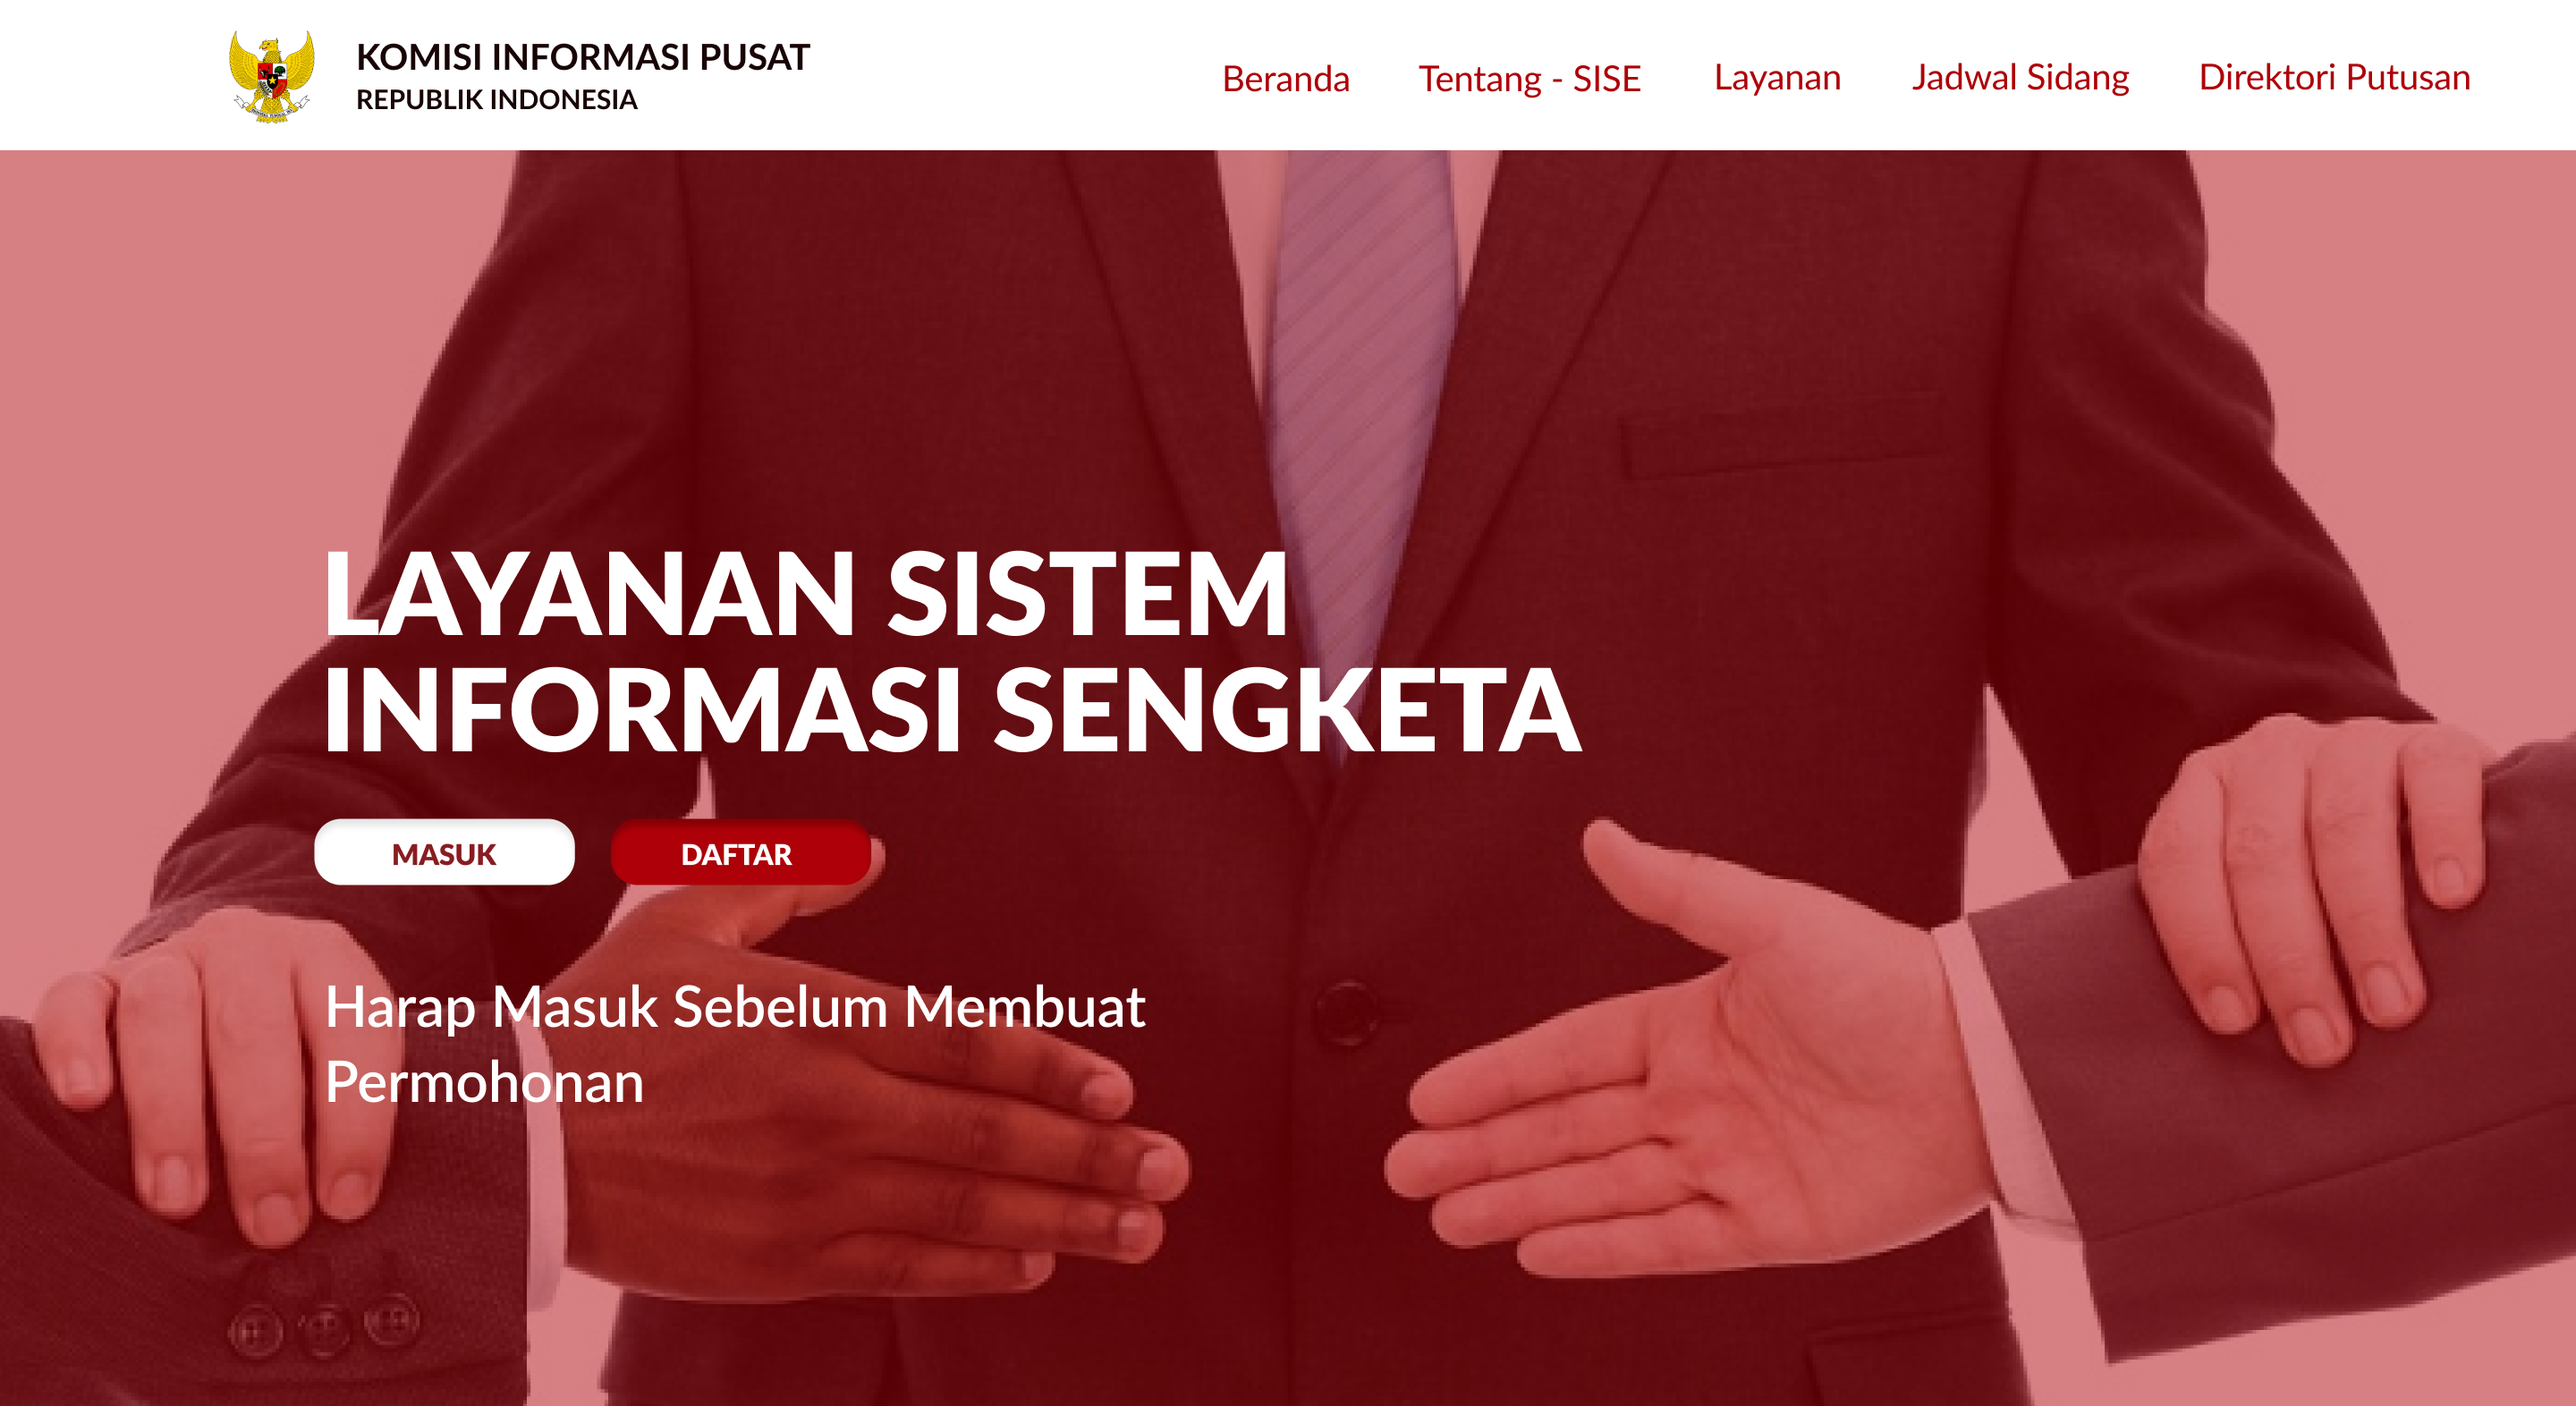 KOMISI INFORMASI PUSAT
REPUBLIK INDONESIA
Beranda
Tentang - SISE
Layanan
Jadwal Sidang
Direktori Putusan
LAYANAN SISTEM
INFORMASI SENGKETA
MASUK
DAFTAR
Harap Masuk Sebelum Membuat
Permohonan